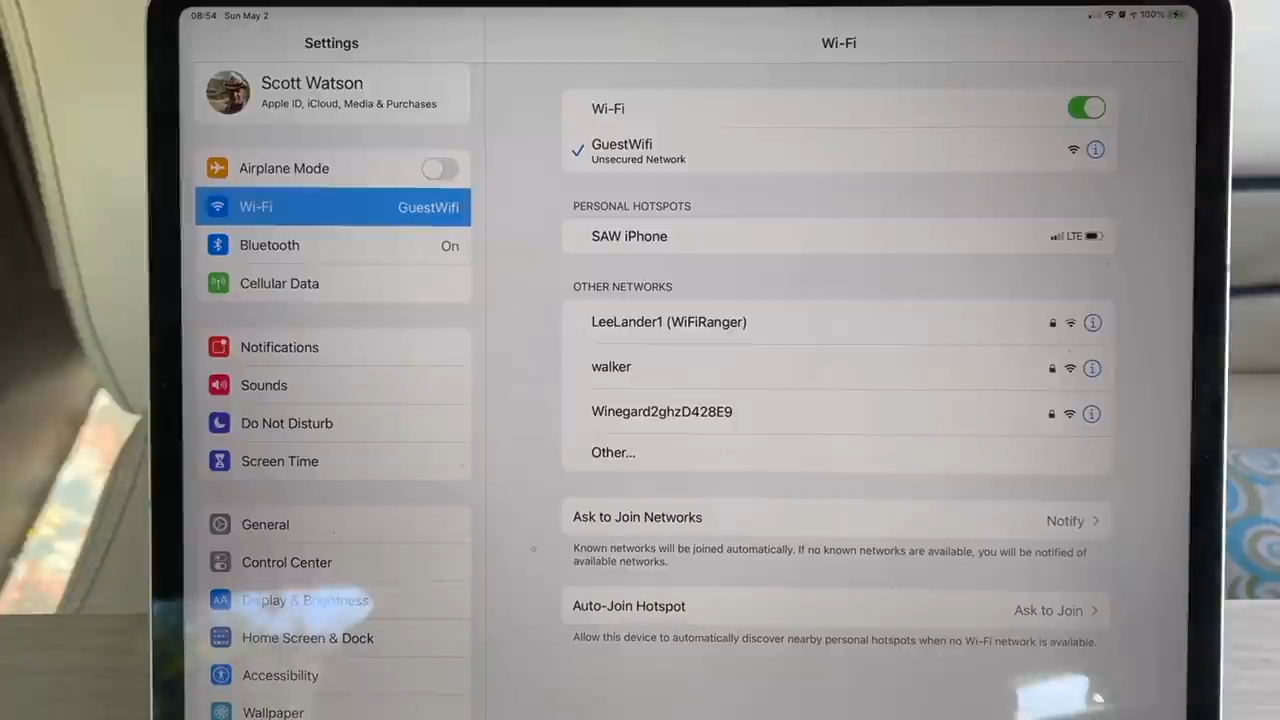 08:54 Sun May 2
100%
Settings
Scott Watson
Apple ID, iCloud, Media & Purchases
Airplane Mode
Wi-Fi GuestWifi
Bluetooth On
Cellular Data
Notifications
Sounds
Do Not Disturb
Screen Time
General
Control Center
AA Display & Brightness
Home Screen & Dock
Accessibility
Wallpaper
Wi-Fi
Wi-Fi
GuestWifi
Unsecured Network
PERSONAL HOTSPOTS
SAW iPhone LTE
OTHER NETWORKS
LeeLander1 (WiFiRanger)
walker
Winegard2ghzD428E9
Other...
Ask to Join Networks Notify
Known networks will be joined automatically. If no known networks are available, you will be notified of
available networks.
Auto-Join Hotspot Ask to Join
Allow this device to automatically discover nearby personal hotspots when no Wi-Fi network is available.